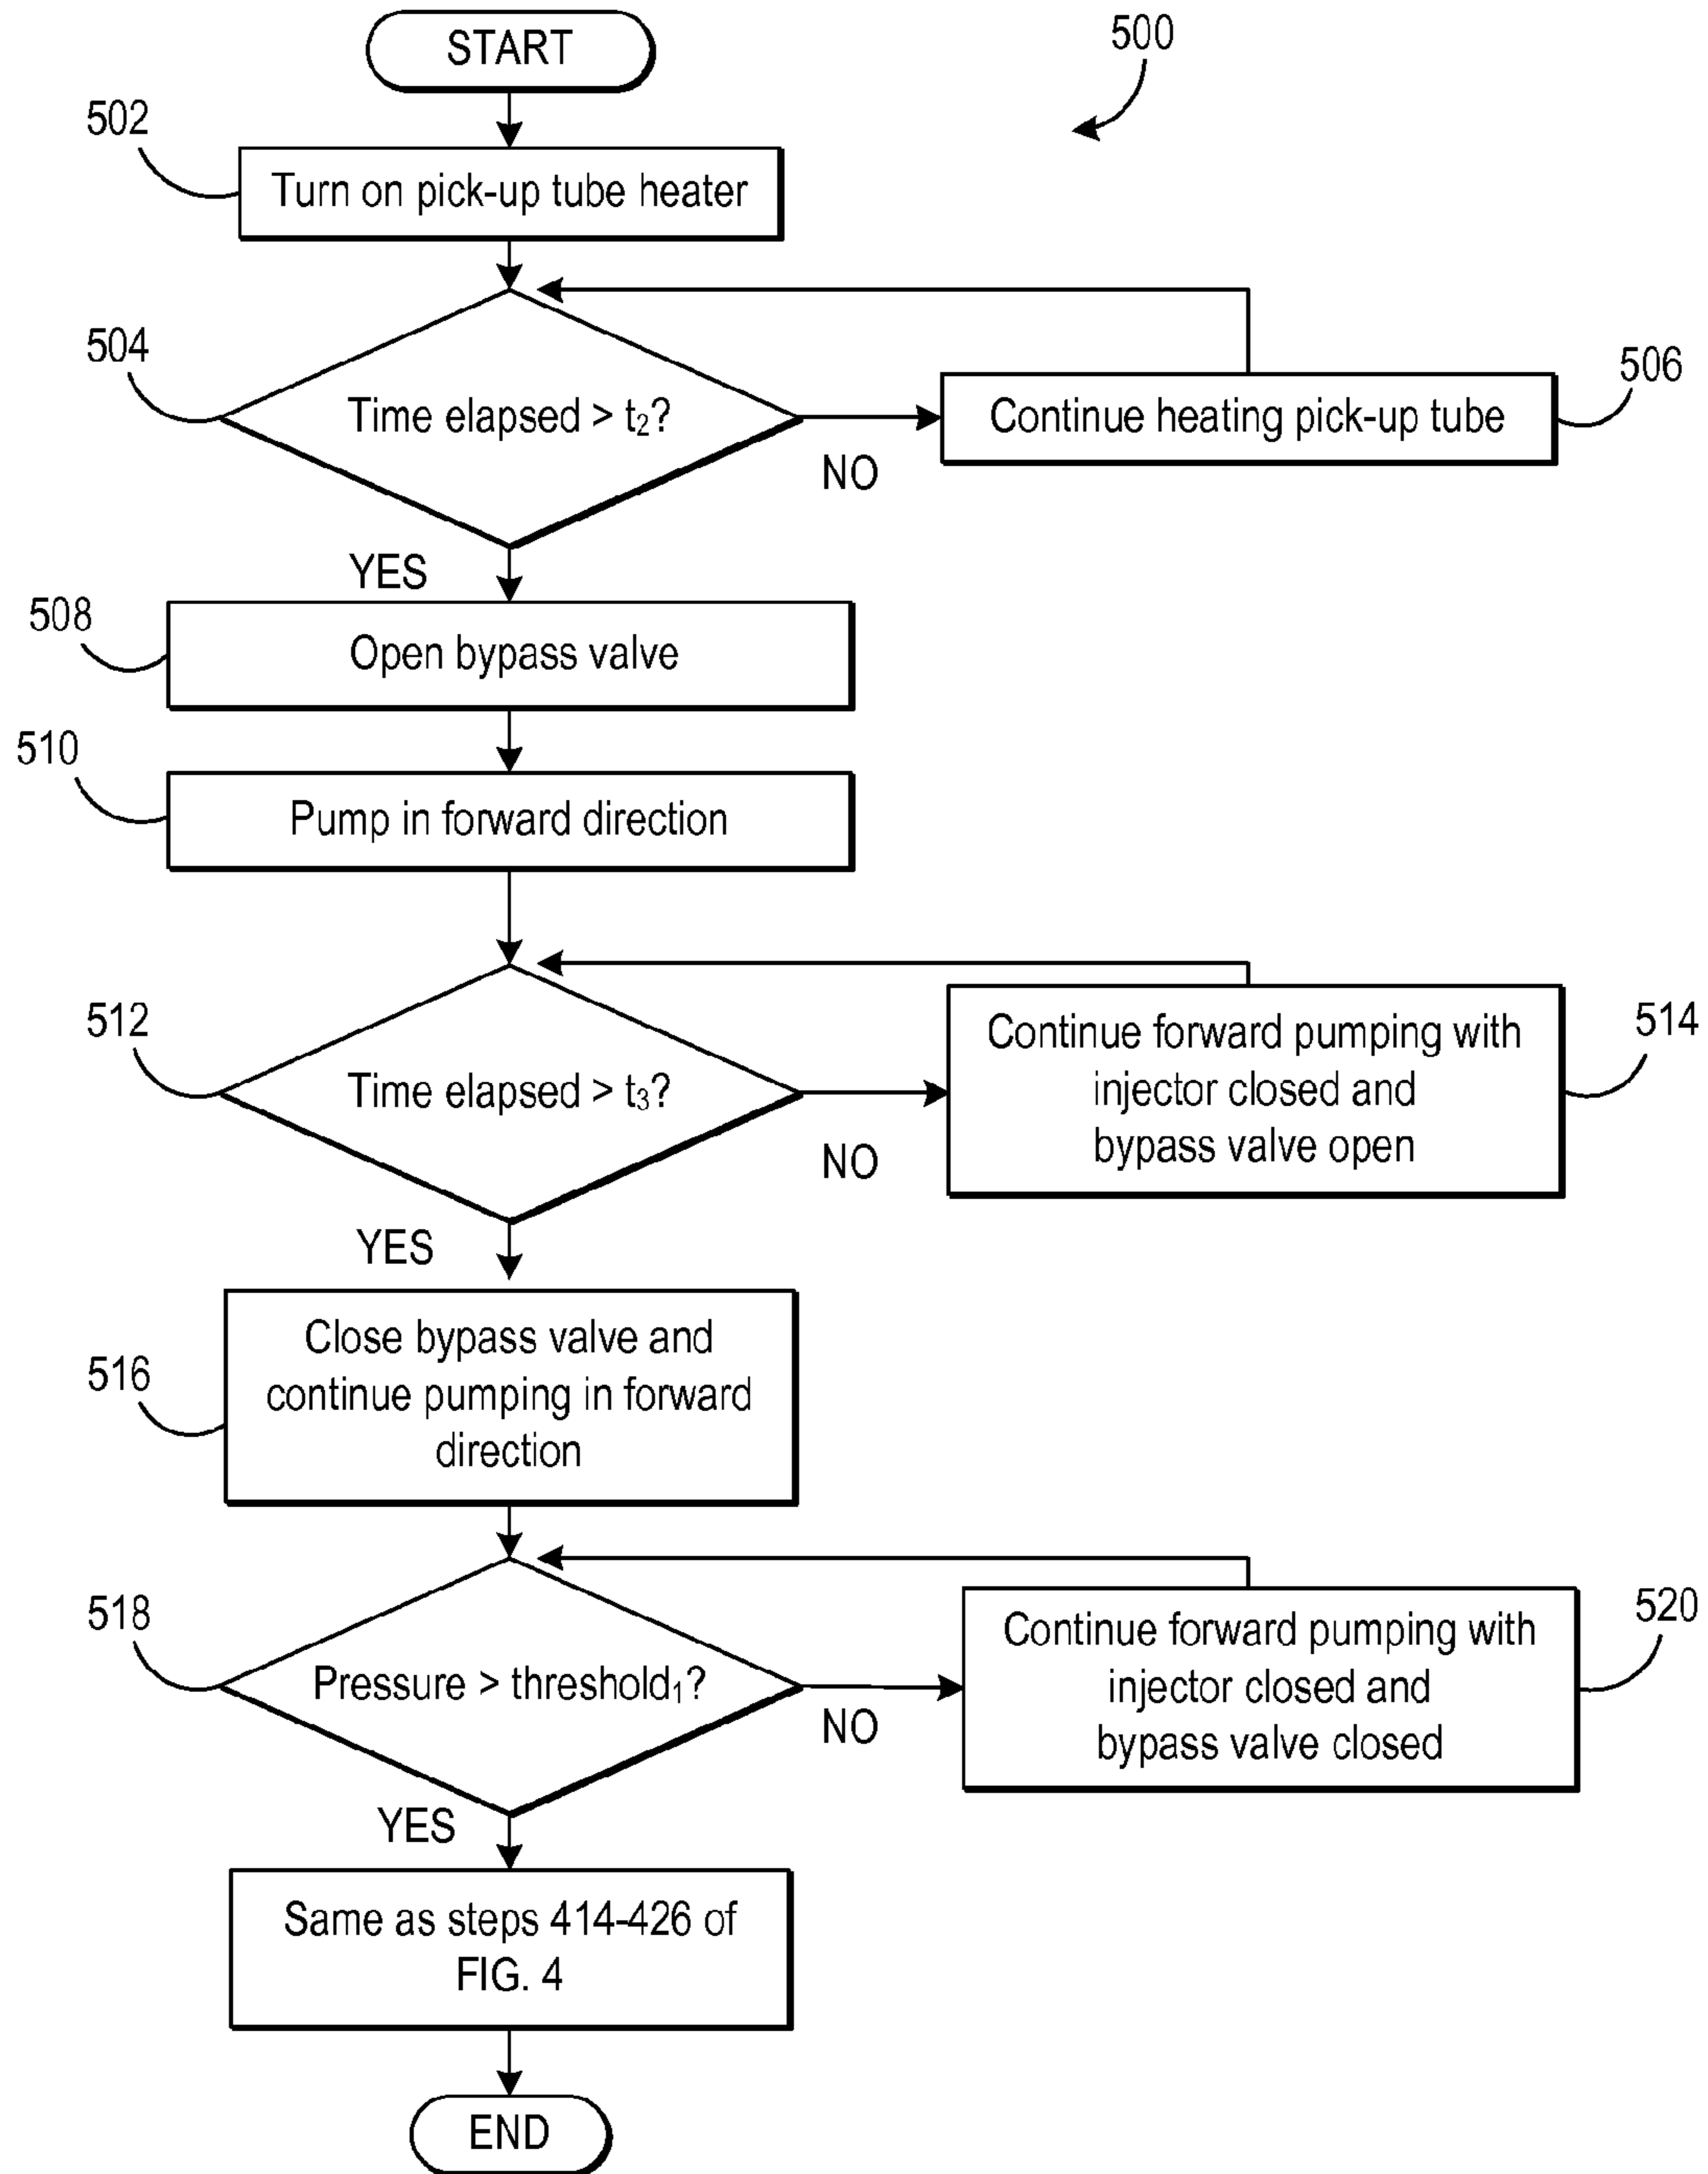 START
500
502
Turn on pick-up tube heater
504
Time elapsed > t₂?
NO
Continue heating pick-up tube
506
YES
508
Open bypass valve
510
Pump in forward direction
512
Time elapsed > t₃?
NO
Continue forward pumping with
injector closed and
bypass valve open
514
YES
516
Close bypass valve and
continue pumping in forward
direction
518
Pressure > threshold₁?
NO
Continue forward pumping with
injector closed and
bypass valve closed
520
YES
Same as steps 414-426 of
FIG. 4
END